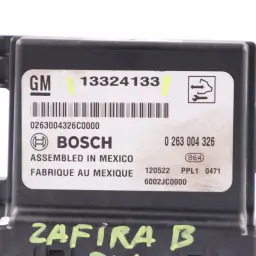 GM 13324133
0263004326C0000
BOSCH 0 263 004 326
ASSEMBLED IN MEXICO 864
FABRIQUE AU MEXIQUE 120522 PPL1 0471
6002JC0000
ZAFIRA B